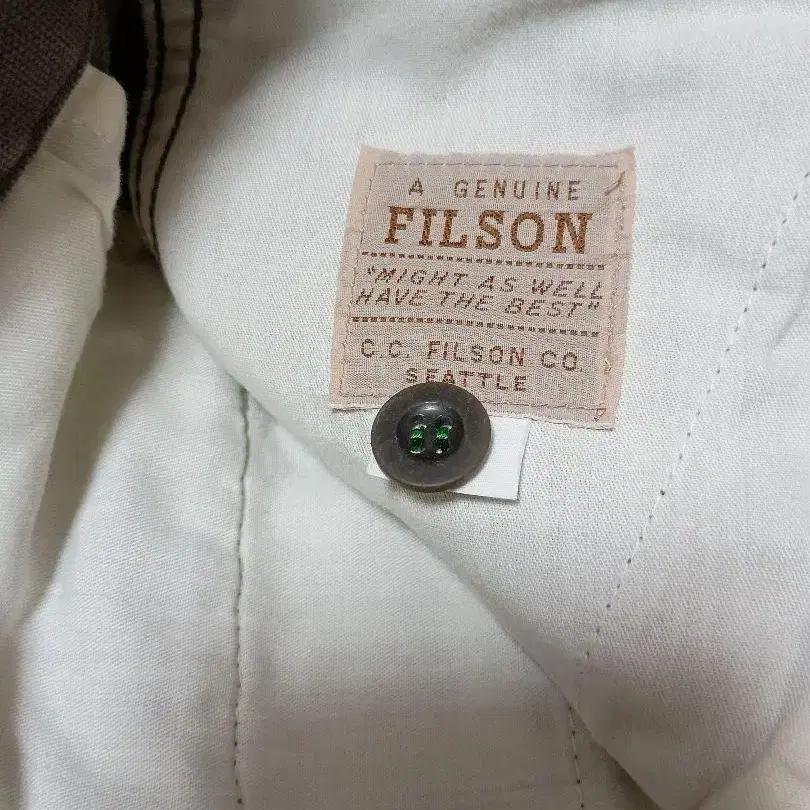 A GENUINE
FILSON
"MIGHT AS WELL
HAVE THE BEST"
C.C. FILSON CO.
SEATTLE